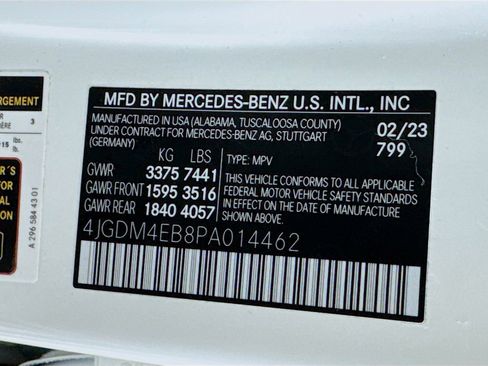 MFD BY MERCEDES-BENZ U.S. INTL., INC
MANUFACTURED IN USA (ALABAMA, TUSCALOOSA COUNTY)
UNDER CONTRACT FOR MERCEDES-BENZ AG, STUTTGART
(GERMANY)
02/23
799
KG LBS
GVWR 3375 7441
GAWR FRONT 1595 3516
GAWR REAR 1840 4057
TYPE: MPV
THIS VEHICLE CONFORMS TO ALL APPLICABLE
FEDERAL MOTOR VEHICLE SAFETY STANDARDS
IN EFFECT ON THE DATE OF MANUFACTURE
SHOWN ABOVE.
4JGDM4EB8PA014462
3
lbs.
lb.
A 296 584 43 01